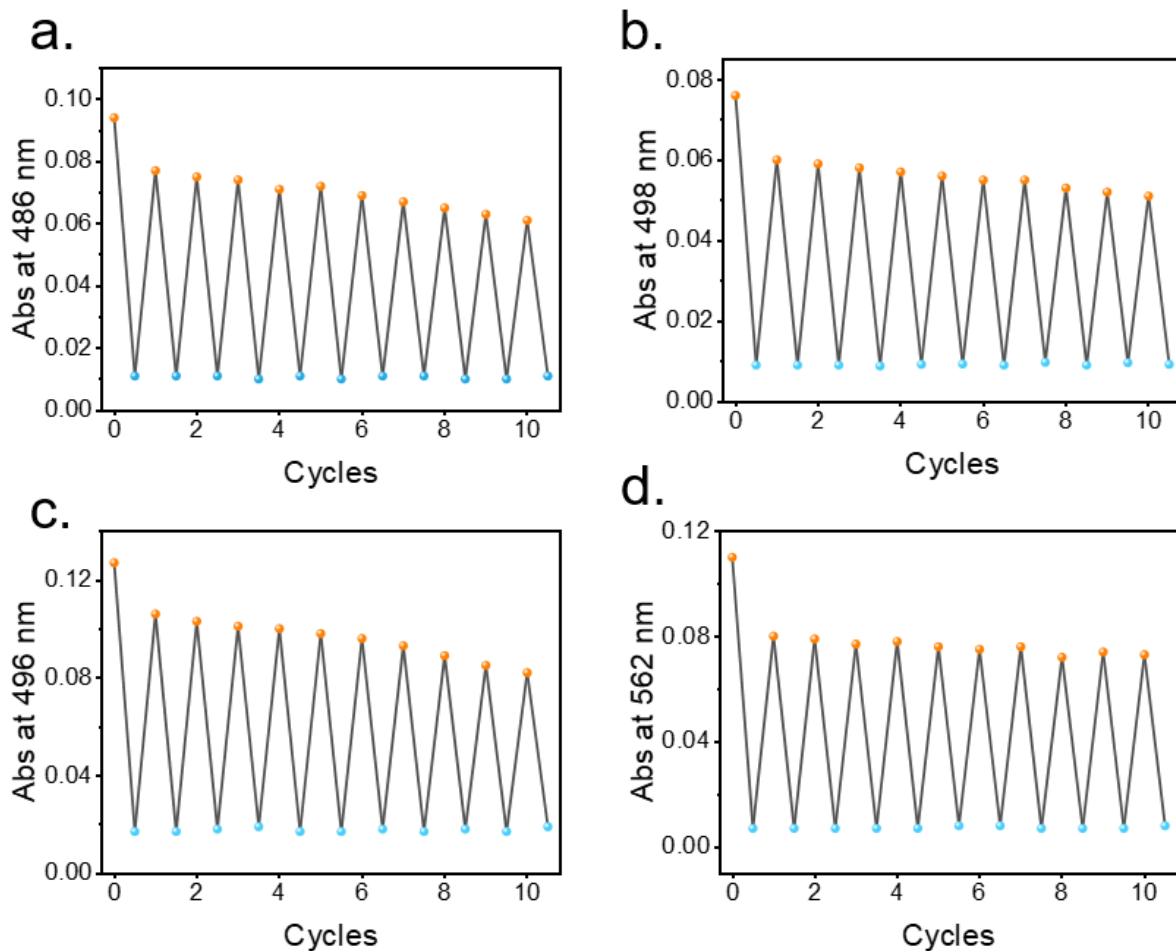 a.
Abs at 486 nm
0.10
0.08
0.06
0.04
0.02
0.00
0 2 4 6 8 10
Cycles
b.
Abs at 498 nm
0.08
0.06
0.04
0.02
0.00
0 2 4 6 8 10
Cycles
c.
Abs at 496 nm
0.12
0.08
0.04
0.00
0 2 4 6 8 10
Cycles
d.
Abs at 562 nm
0.12
0.08
0.04
0.00
0 2 4 6 8 10
Cycles